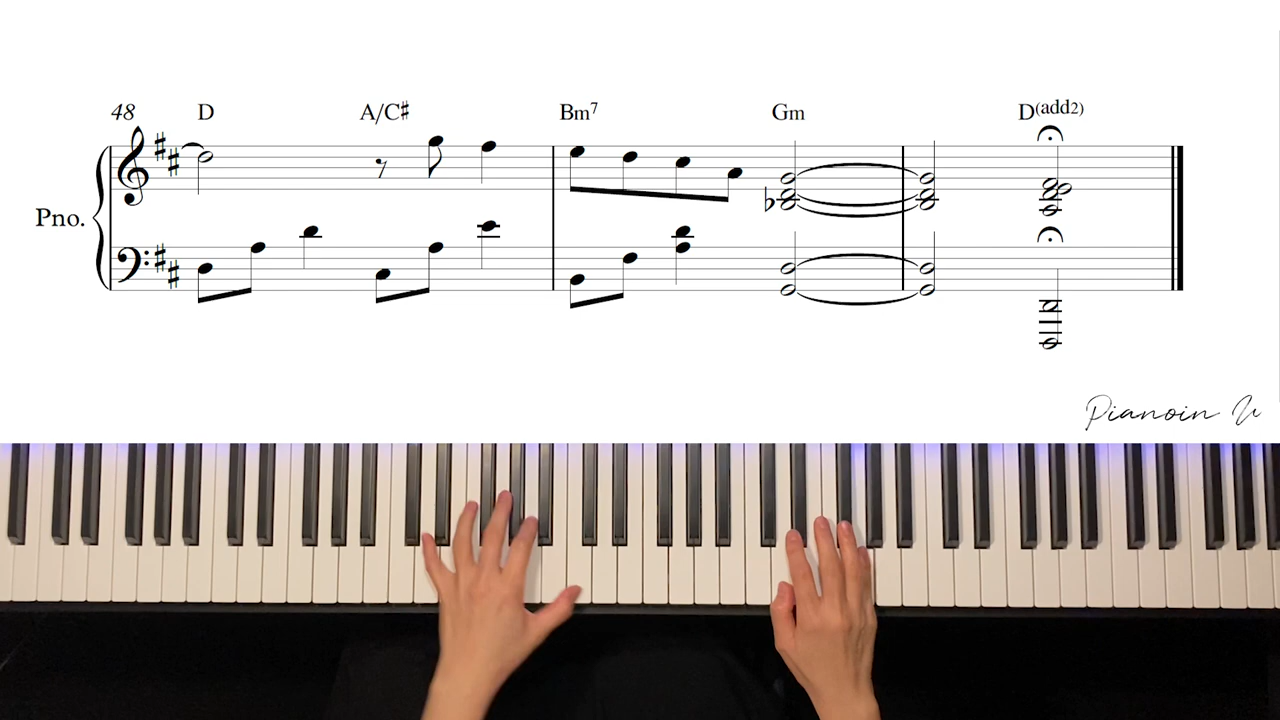 48 D A/C♯ Bm7 Gm D(add2)
Pno.
Pianoin U